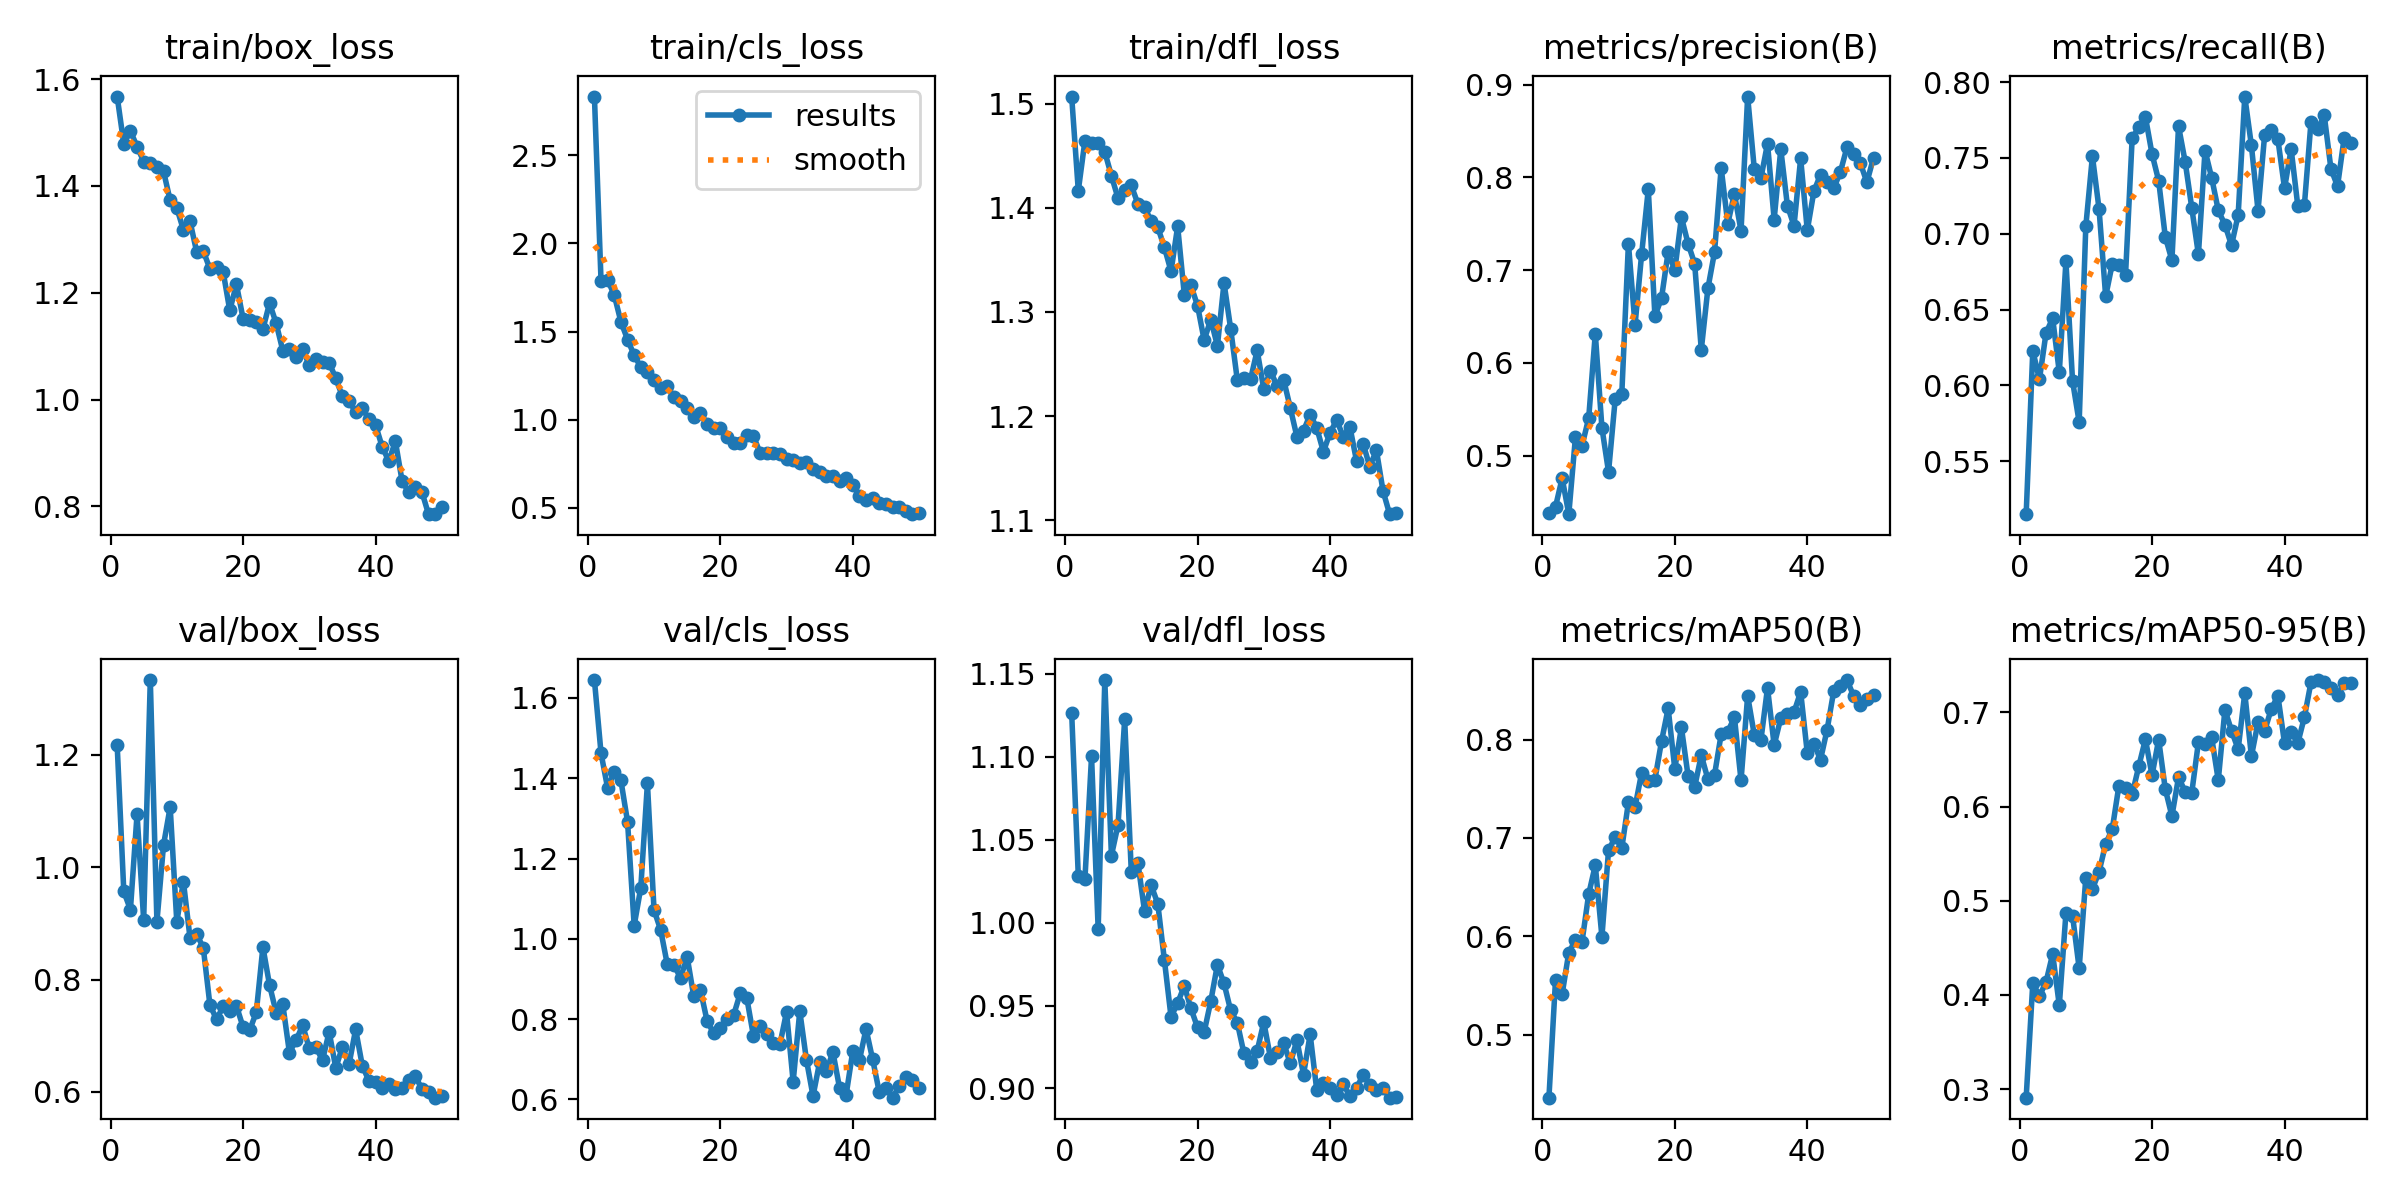 train/box_loss
1.6
1.4
1.2
1.0
0.8
0 20 40
train/cls_loss
results
smooth
2.5
2.0
1.5
1.0
0.5
0 20 40
train/dfl_loss
1.5
1.4
1.3
1.2
1.1
0 20 40
metrics/precision(B)
0.9
0.8
0.7
0.6
0.5
0 20 40
metrics/recall(B)
0.80
0.75
0.70
0.65
0.60
0.55
0 20 40
val/box_loss
1.2
1.0
0.8
0.6
0 20 40
val/cls_loss
1.6
1.4
1.2
1.0
0.8
0.6
0 20 40
val/dfl_loss
1.15
1.10
1.05
1.00
0.95
0.90
0 20 40
metrics/mAP50(B)
0.8
0.7
0.6
0.5
0 20 40
metrics/mAP50-95(B)
0.7
0.6
0.5
0.4
0.3
0 20 40